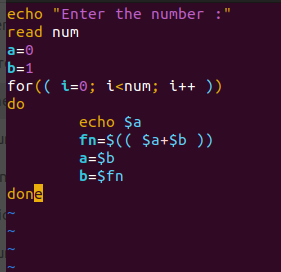 echo "Enter the number :"
read num
a=0
b=1
for(( i=0; i<num; i++ ))
do
        echo $a
        fn=$(( $a+$b ))
        a=$b
        b=$fn
done
~
~
~
~